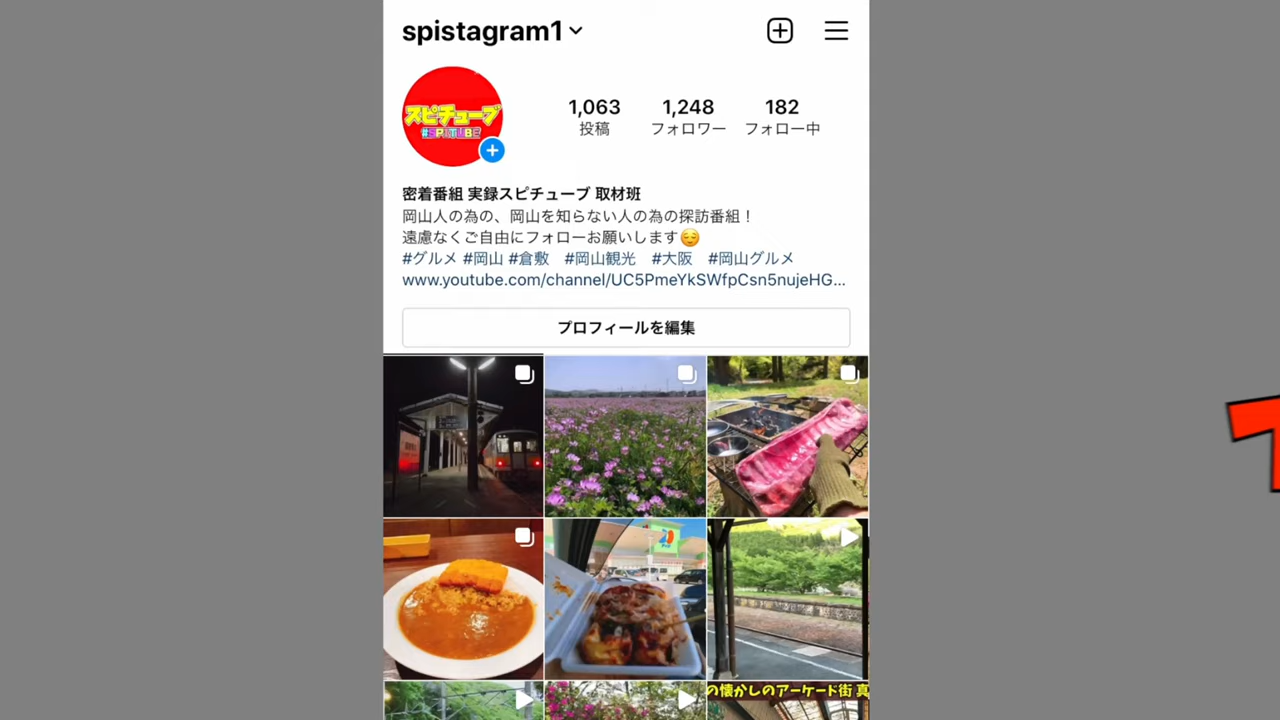 spistagram1
スピチューブ
#SPITUBE
1,063 1,248 182
投稿 フォロワー フォロー中
密着番組 実録スピチューブ 取材班
岡山人の為の、岡山を知らない人の為の探訪番組！
遠慮なくご自由にフォローお願いします😌
#グルメ #岡山 #倉敷　#岡山観光　#大阪　#岡山グルメ
www.youtube.com/channel/UC5PmeYkSWfpCsn5nujeHG...
プロフィールを編集
の懐かしのアーケード街 真